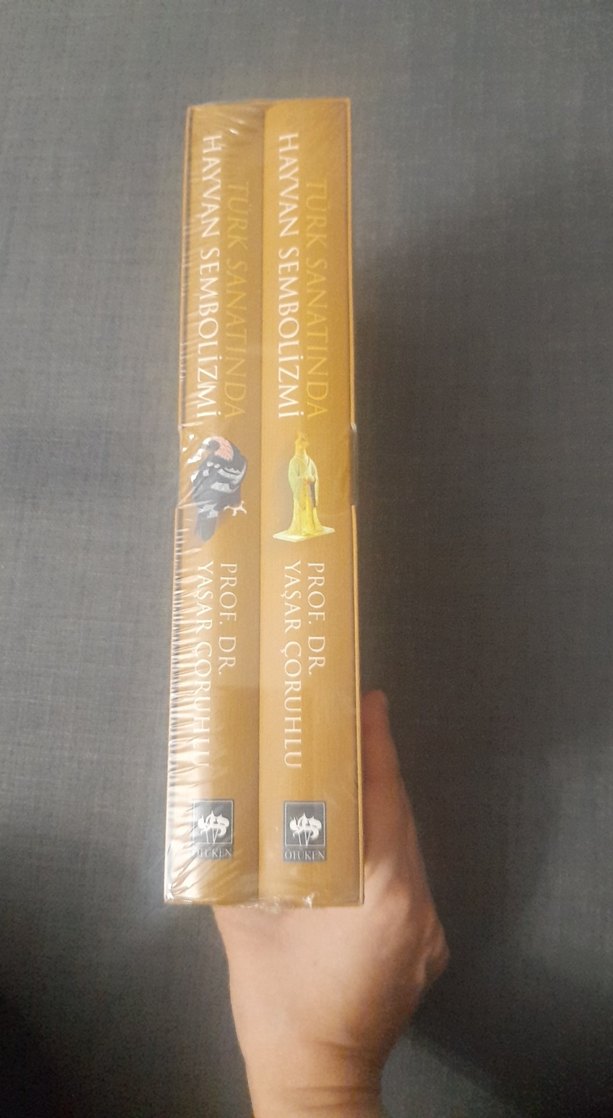 TÜRK SANATINDA
HAYVAN SEMBOLİZMİ
PROF. DR.
YAŞAR ÇORUHLU
ÖTÜKEN
TÜRK SANATINDA
HAYVAN SEMBOLİZMİ
PROF. DR.
YAŞAR ÇORUHLU
ÖTÜKEN